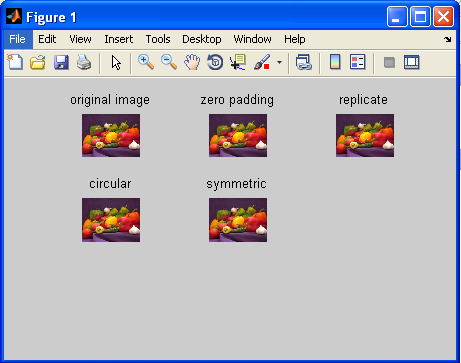 Figure 1
File Edit View Insert Tools Desktop Window Help
original image zero padding replicate
circular symmetric